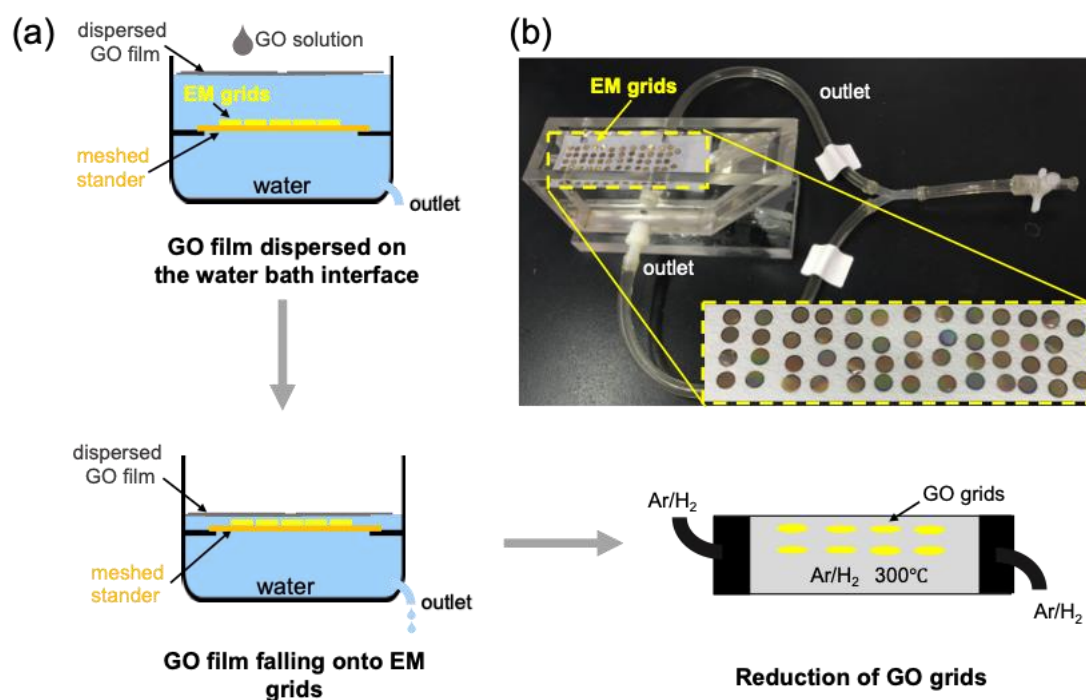 (a)
dispersed
GO film
GO solution
EM grids
meshed
stander
water
outlet
GO film dispersed on
the water bath interface
(b)
EM grids
outlet
outlet
dispersed
GO film
meshed
stander
water
outlet
GO film falling onto EM
grids
Ar/H₂
GO grids
Ar/H₂ 300℃
Ar/H₂
Reduction of GO grids